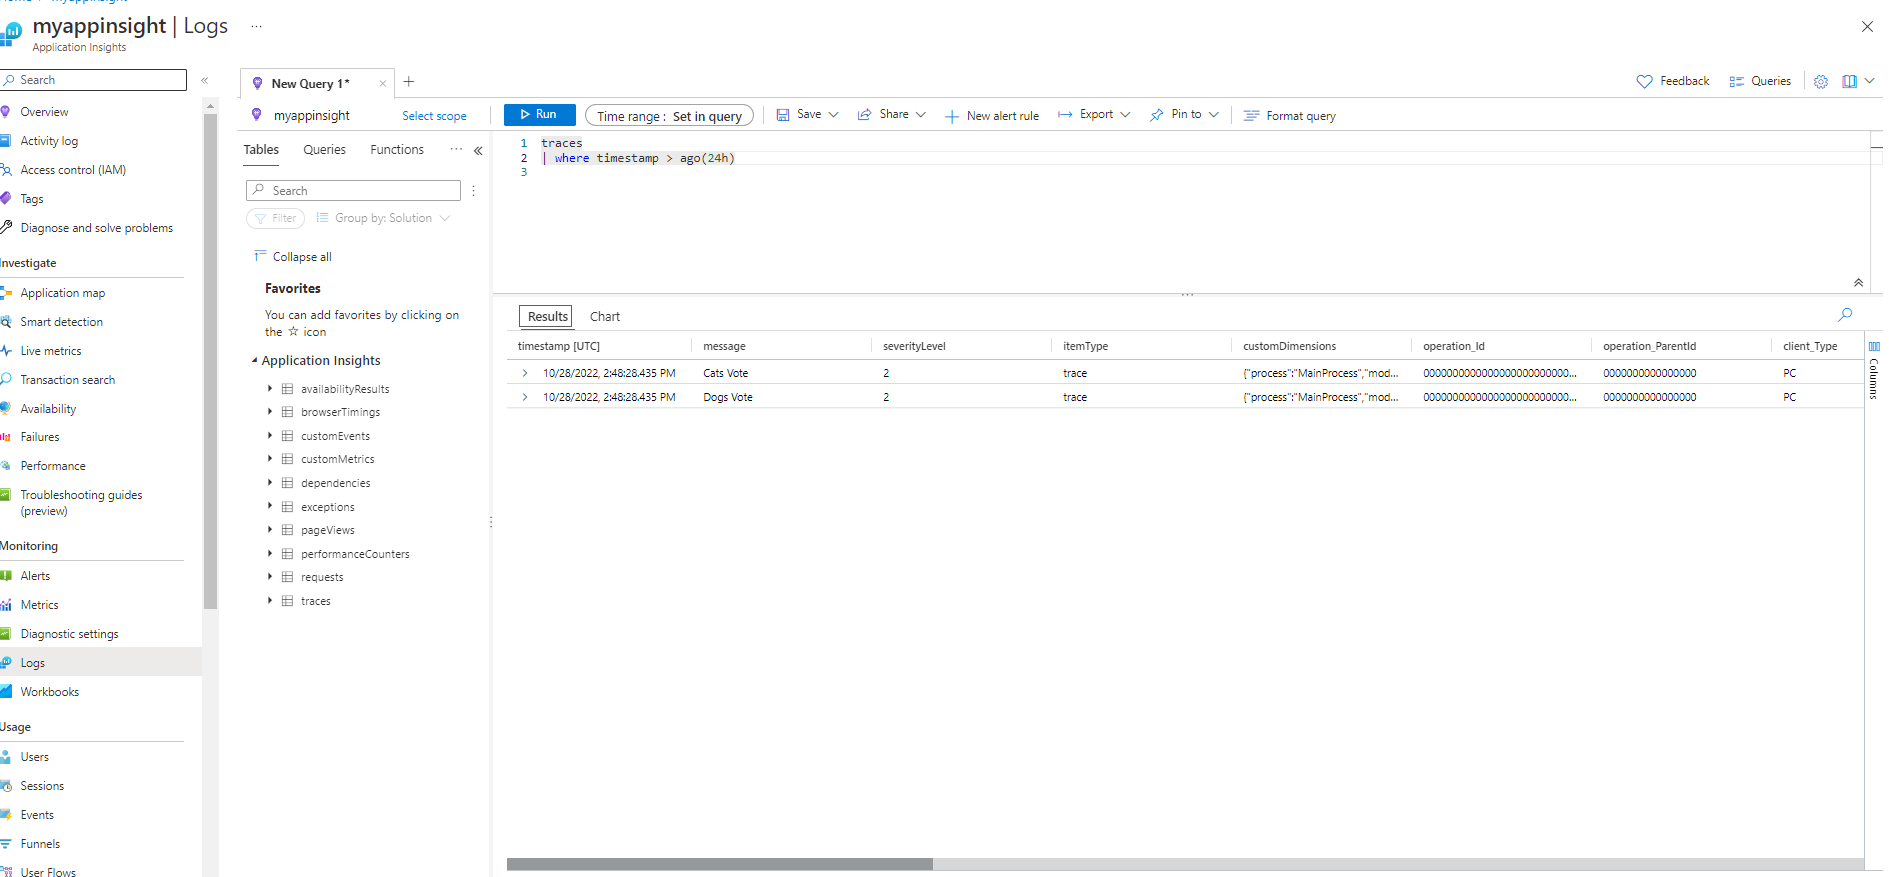 myappinsight | Logs ...
Application Insights
Search
Overview
Activity log
Access control (IAM)
Tags
Diagnose and solve problems
Investigate
Application map
Smart detection
Live metrics
Transaction search
Availability
Failures
Performance
Troubleshooting guides
(preview)
Monitoring
Alerts
Metrics
Diagnostic settings
Logs
Workbooks
Usage
Users
Sessions
Events
Funnels
User Flows
New Query 1*
Feedback
Queries
myappinsight
Select scope
Run
Time range : Set in query
Save
Share
New alert rule
Export
Pin to
Format query
Tables
Queries
Functions
Search
Filter
Group by: Solution
Collapse all
Favorites
You can add favorites by clicking on
the ☆ icon
Application Insights
availabilityResults
browserTimings
customEvents
customMetrics
dependencies
exceptions
pageViews
performanceCounters
requests
traces
1 traces
2 | where timestamp > ago(24h)
3
Results
Chart
timestamp [UTC] message severityLevel itemType customDimensions operation_Id operation_ParentId client_Type
10/28/2022, 2:48:28.435 PM Cats Vote 2 trace {"process":"MainProcess","mod... 000000000000000000000000... 0000000000000000 PC
10/28/2022, 2:48:28.435 PM Dogs Vote 2 trace {"process":"MainProcess","mod... 000000000000000000000000... 0000000000000000 PC
Columns